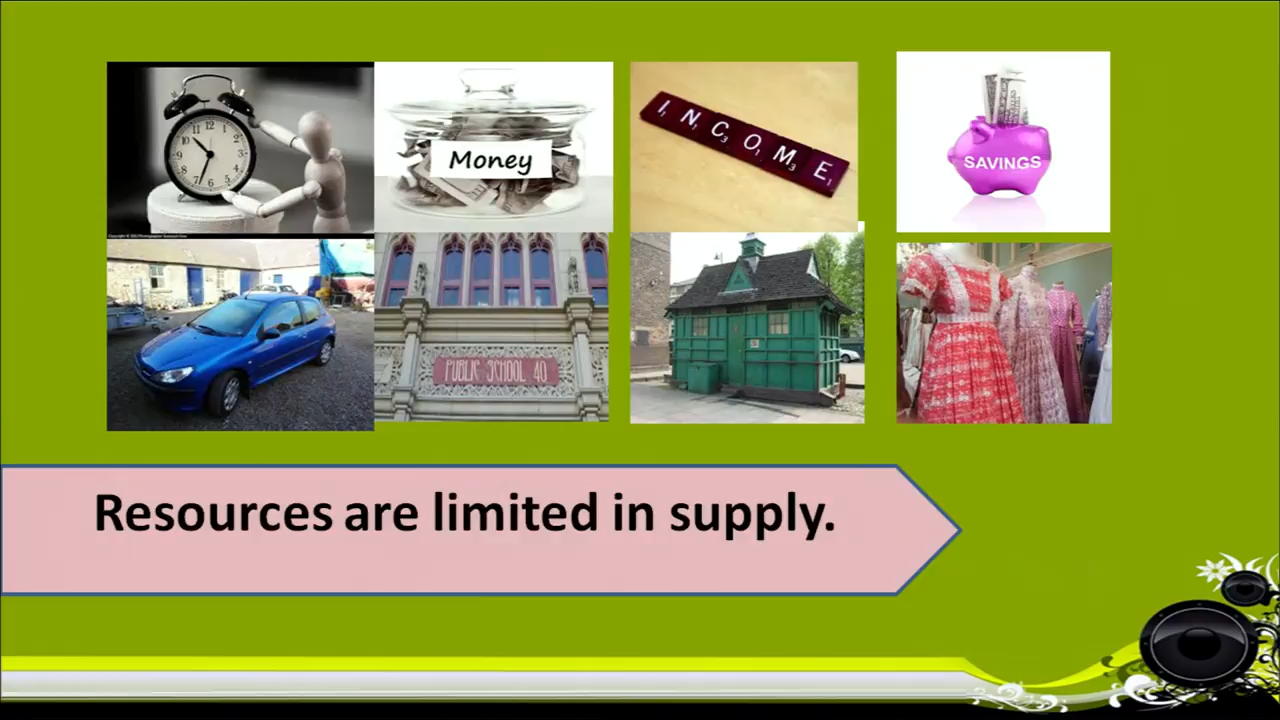 Money
INCOME
SAVINGS
PUBLIC SCHOOL 40
Resources are limited in supply.